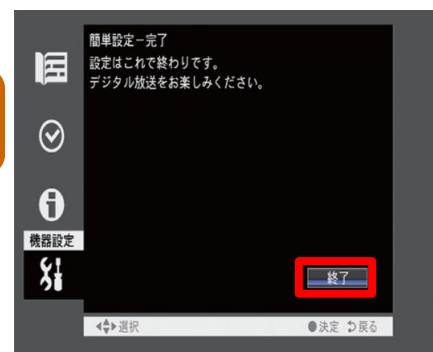 簡単設定－完了
設定はこれで終わりです。
デジタル放送をお楽しみください。
機器設定
終了
選択
決定 戻る